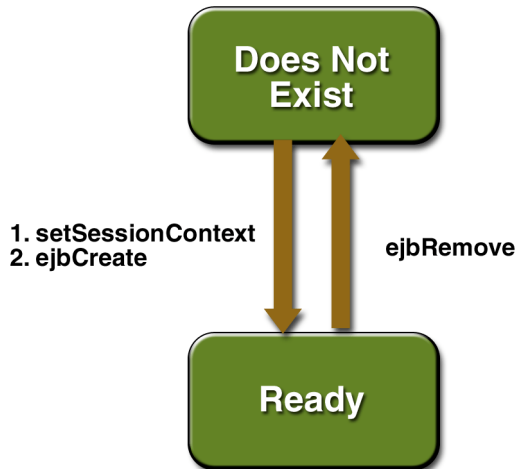 Does Not
Exist
1. setSessionContext
2. ejbCreate
ejbRemove
Ready